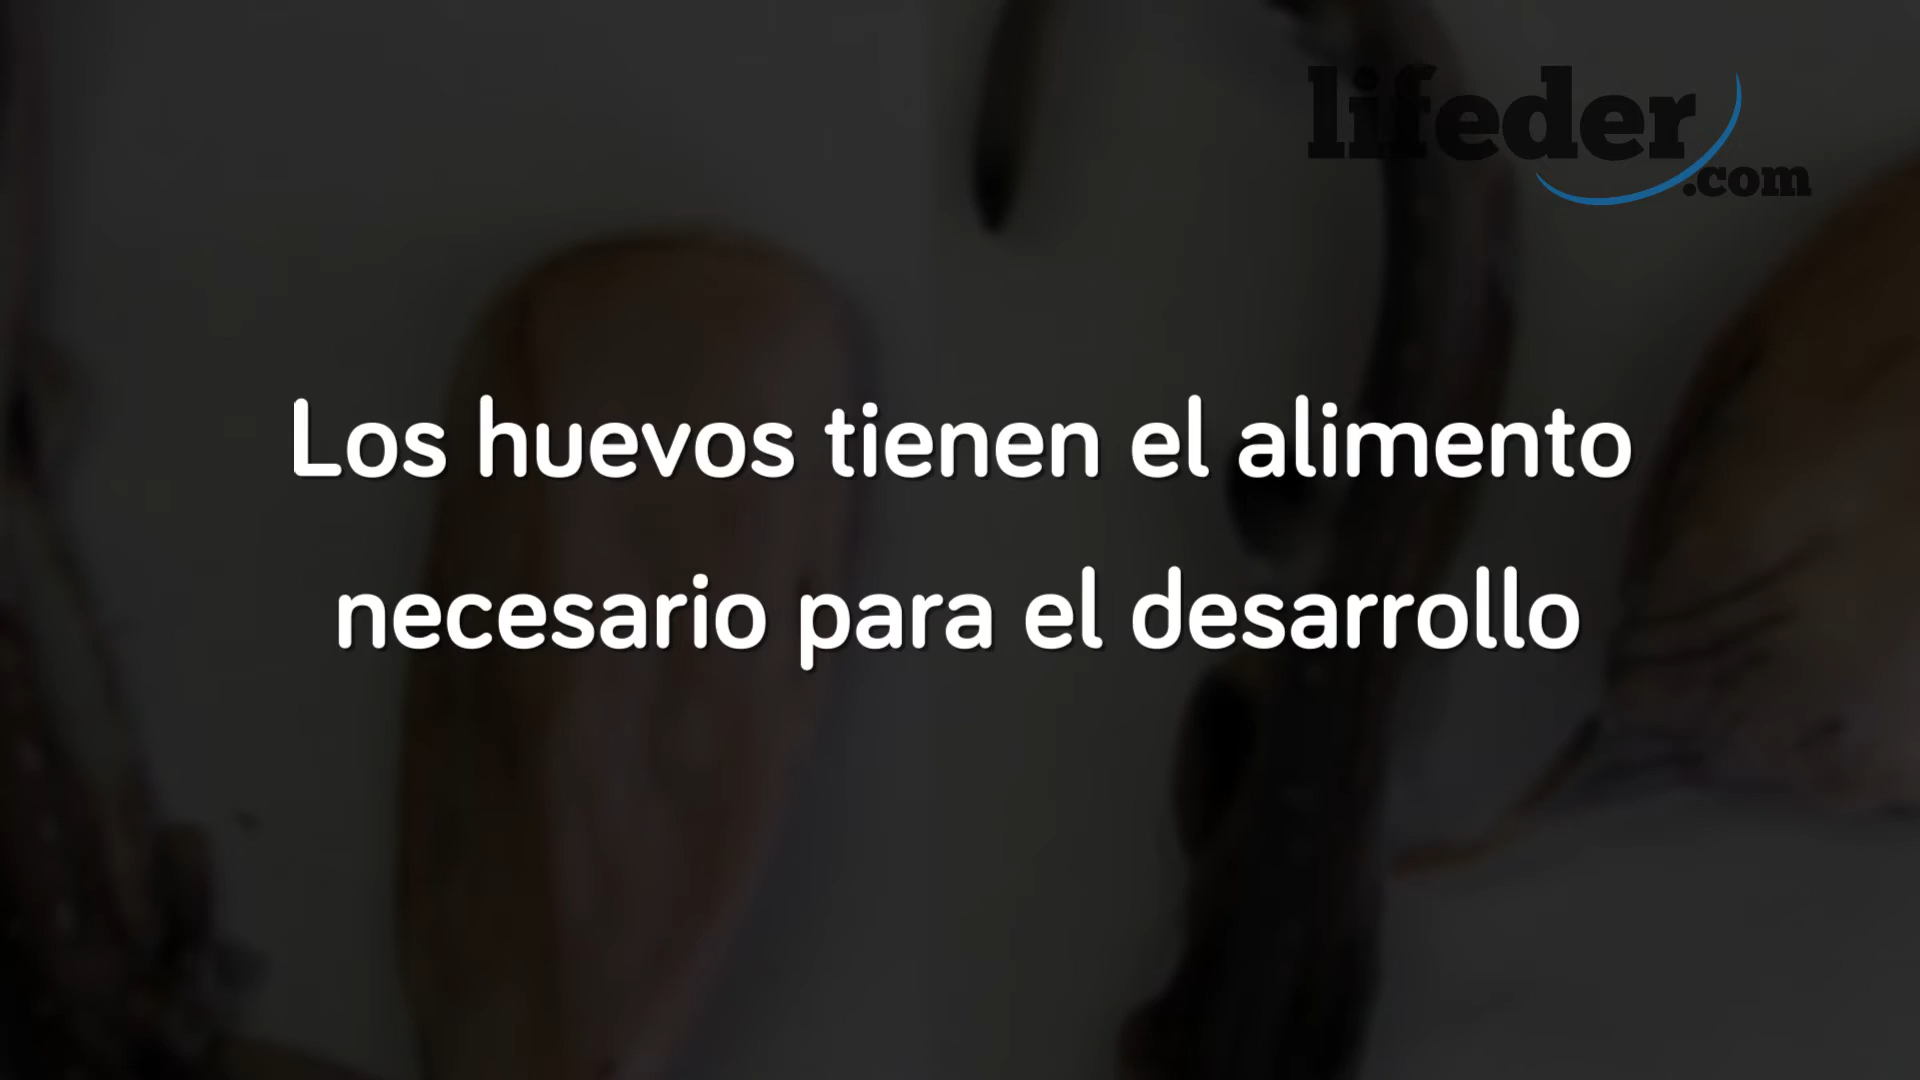 lifeder
.com
Los huevos tienen el alimento
necesario para el desarrollo